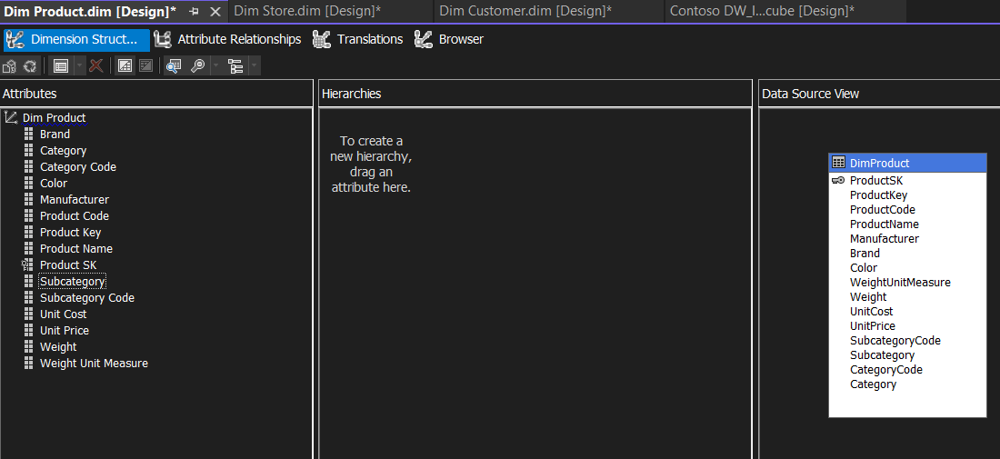 Dim Product.dim [Design]*
Dim Store.dim [Design]*
Dim Customer.dim [Design]*
Contoso DW_I...cube [Design]*
Dimension Struct...
Attribute Relationships
Translations
Browser
Attributes
Dim Product
Brand
Category
Category Code
Color
Manufacturer
Product Code
Product Key
Product Name
Product SK
Subcategory
Subcategory Code
Unit Cost
Unit Price
Weight
Weight Unit Measure
Hierarchies
To create a
new hierarchy,
drag an
attribute here.
Data Source View
DimProduct
ProductSK
ProductKey
ProductCode
ProductName
Manufacturer
Brand
Color
WeightUnitMeasure
Weight
UnitCost
UnitPrice
SubcategoryCode
Subcategory
CategoryCode
Category